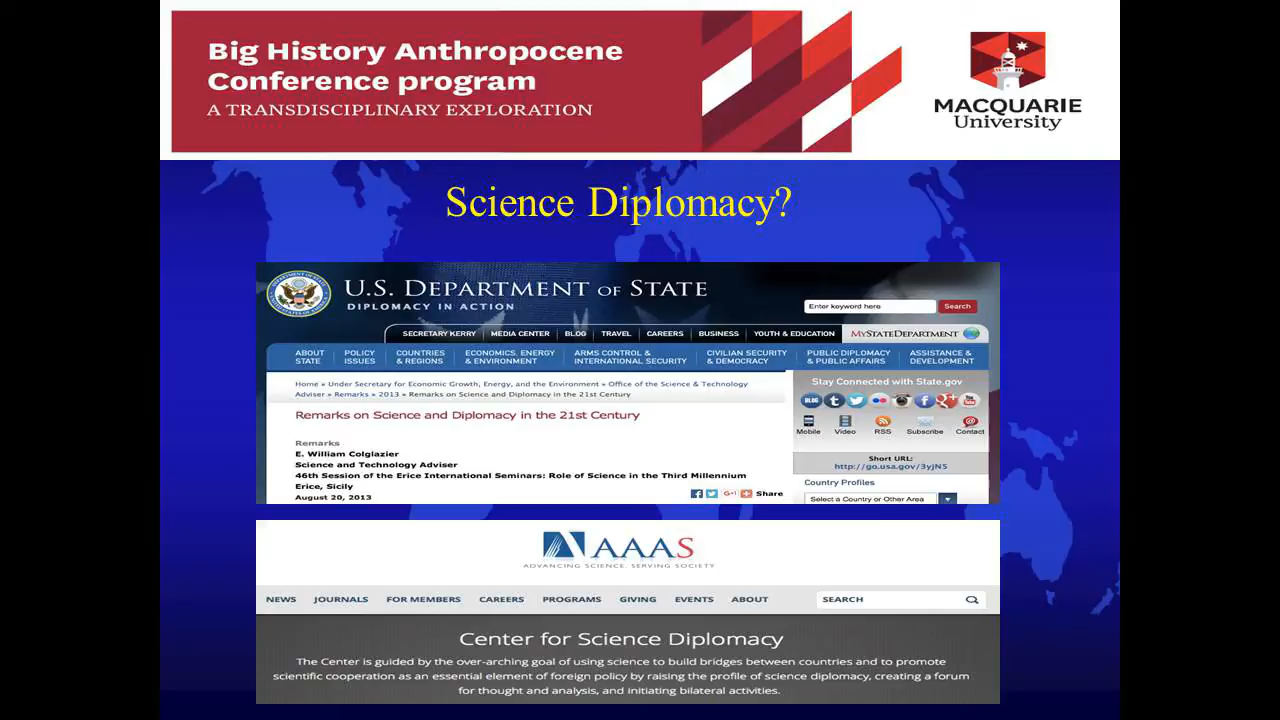 Big History Anthropocene
Conference program
A TRANSDISCIPLINARY EXPLORATION
MACQUARIE
University
Science Diplomacy?
U.S. DEPARTMENT OF STATE
DIPLOMACY IN ACTION
Enter keyword here
Search
SECRETARY KERRY MEDIA CENTER BLOG TRAVEL CAREERS BUSINESS YOUTH & EDUCATION MYSTATEDEPARTMENT
ABOUT STATE POLICY ISSUES COUNTRIES & REGIONS ECONOMICS, ENERGY & ENVIRONMENT ARMS CONTROL & INTERNATIONAL SECURITY CIVILIAN SECURITY & DEMOCRACY PUBLIC DIPLOMACY & PUBLIC AFFAIRS ASSISTANCE & DEVELOPMENT
Home » Under Secretary for Economic Growth, Energy, and the Environment » Office of the Science & Technology
Adviser » Remarks » 2013 » Remarks on Science and Diplomacy in the 21st Century
Remarks on Science and Diplomacy in the 21st Century
Remarks
E. William Colglazier
Science and Technology Adviser
46th Session of the Erice International Seminars: Role of Science in the Third Millennium
Erice, Sicily
August 20, 2013
Share
Stay Connected with State.gov
BLOG
Mobile Video RSS Subscribe Contact
Short URL:
http://go.usa.gov/3yjN5
Country Profiles
Select a Country or Other Area
AAAS
ADVANCING SCIENCE. SERVING SOCIETY
NEWS JOURNALS FOR MEMBERS CAREERS PROGRAMS GIVING EVENTS ABOUT SEARCH
Center for Science Diplomacy
The Center is guided by the over-arching goal of using science to build bridges between countries and to promote
scientific cooperation as an essential element of foreign policy by raising the profile of science diplomacy, creating a forum
for thought and analysis, and initiating bilateral activities.